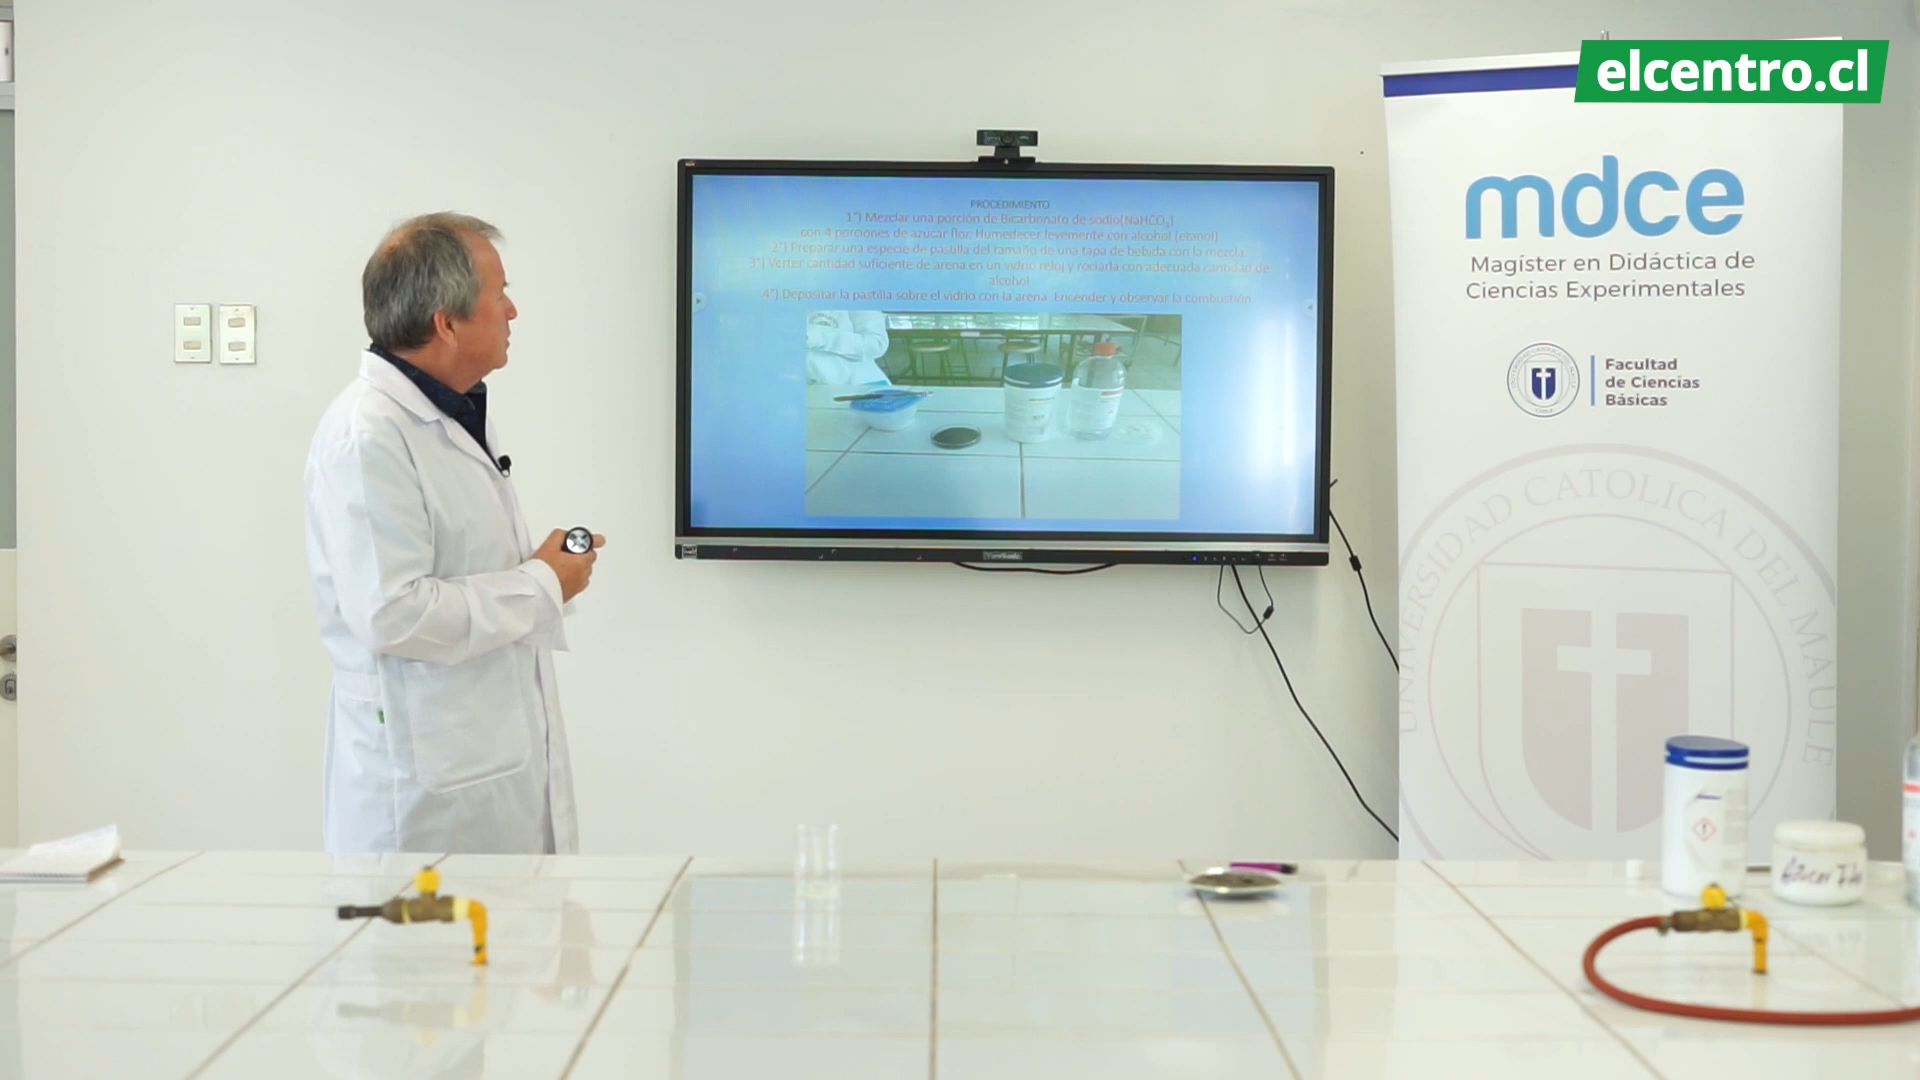 elcentro.cl
PROCEDIMIENTO
1°) Mezclar una porción de Bicarbonato de sodio(NaHCO₃)
con 4 porciones de azúcar flor. Humedecer levemente con alcohol (etanol)
2°) Preparar una especie de pastilla del tamaño de una tapa de bebida con la mezcla
3°) Verter cantidad suficiente de arena en un vidrio reloj y rociarla con adecuada cantidad de
alcohol
4°) Depositar la pastilla sobre el vidrio con la arena. Encender y observar la combustión
ViewSonic
mdce
Magíster en Didáctica de
Ciencias Experimentales
Facultad
de Ciencias
Básicas
UNIVERSIDAD CATOLICA DEL MAULE
Azucar Flor